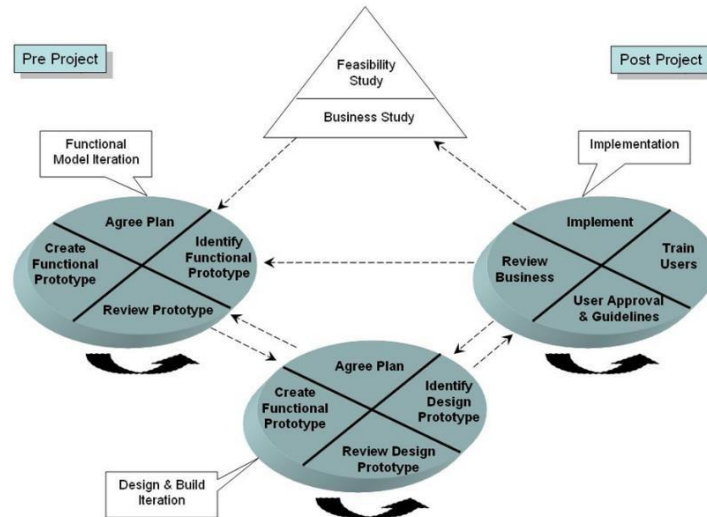 Pre Project
Feasibility
Study
Business Study
Post Project
Functional
Model Iteration
Implementation
Agree Plan
Create
Functional
Prototype
Identify
Functional
Prototype
Review Prototype
Implement
Review
Business
Train
Users
User Approval
& Guidelines
Agree Plan
Create
Functional
Prototype
Identify
Design
Prototype
Review Design
Prototype
Design & Build
Iteration